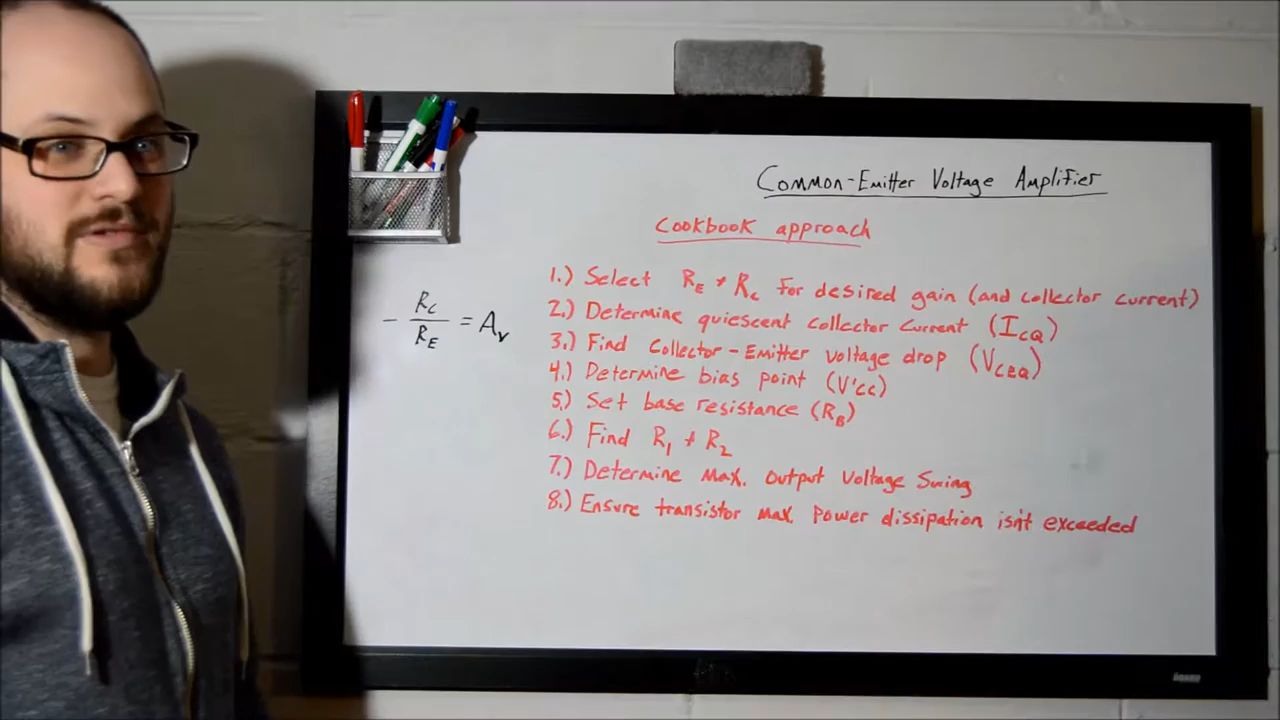 Common-Emitter Voltage Amplifier
Cookbook approach
- R_C / R_E = A_v
1.) Select R_E & R_C for desired gain (and collector current)
2.) Determine quiescent collector current (I_CQ)
3.) Find Collector-Emitter voltage drop (V_CEQ)
4.) Determine bias point (V'cc)
5.) Set base resistance (R_B)
6.) Find R_1 & R_2
7.) Determine Max. Output Voltage Swing
8.) Ensure transistor max. power dissipation isn't exceeded